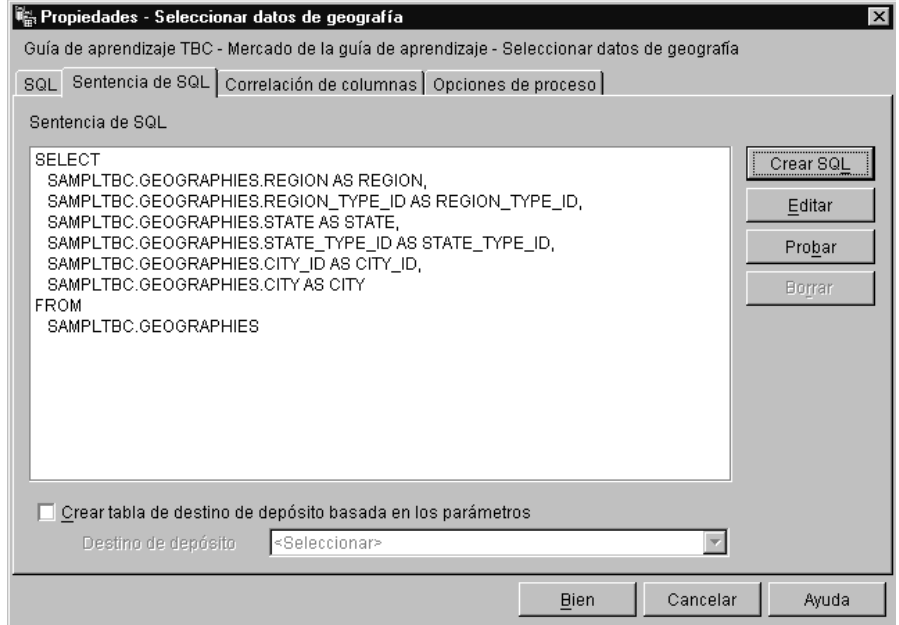 Propiedades - Seleccionar datos de geografía
Guía de aprendizaje TBC - Mercado de la guía de aprendizaje - Seleccionar datos de geografía
SQL Sentencia de SQL Correlación de columnas Opciones de proceso
Sentencia de SQL
SELECT
SAMPLTBC.GEOGRAPHIES.REGION AS REGION,
SAMPLTBC.GEOGRAPHIES.REGION_TYPE_ID AS REGION_TYPE_ID,
SAMPLTBC.GEOGRAPHIES.STATE AS STATE,
SAMPLTBC.GEOGRAPHIES.STATE_TYPE_ID AS STATE_TYPE_ID,
SAMPLTBC.GEOGRAPHIES.CITY_ID AS CITY_ID,
SAMPLTBC.GEOGRAPHIES.CITY AS CITY
FROM
SAMPLTBC.GEOGRAPHIES
Crear SQL
Editar
Probar
Borrar
Crear tabla de destino de depósito basada en los parámetros
Destino de depósito <Seleccionar>
Bien Cancelar Ayuda